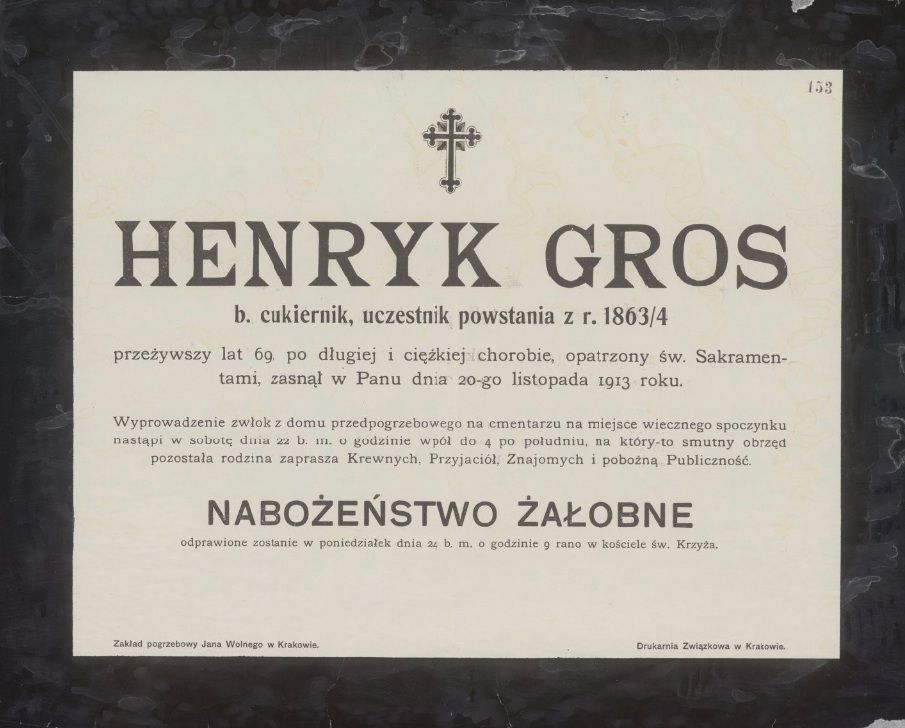 153
HENRYK GROS
b. cukiernik, uczestnik powstania z r. 1863/4
przeżywszy lat 69, po długiej i ciężkiej chorobie, opatrzony św. Sakramen-
tami, zasnął w Panu dnia 20-go listopada 1913 roku.
Wyprowadzenie zwłok z domu przedpogrzebowego na cmentarzu na miejsce wiecznego spoczynku
nastąpi w sobotę dnia 22 b. m. o godzinie wpół do 4 po południu, na który-to smutny obrzęd
pozostała rodzina zaprasza Krewnych, Przyjaciół, Znajomych i pobożną Publiczność.
NABOŻEŃSTWO ŻAŁOBNE
odprawione zostanie w poniedziałek dnia 24 b. m. o godzinie 9 rano w kościele św. Krzyża.
Zakład pogrzebowy Jana Wolnego w Krakowie.
Drukarnia Związkowa w Krakowie.